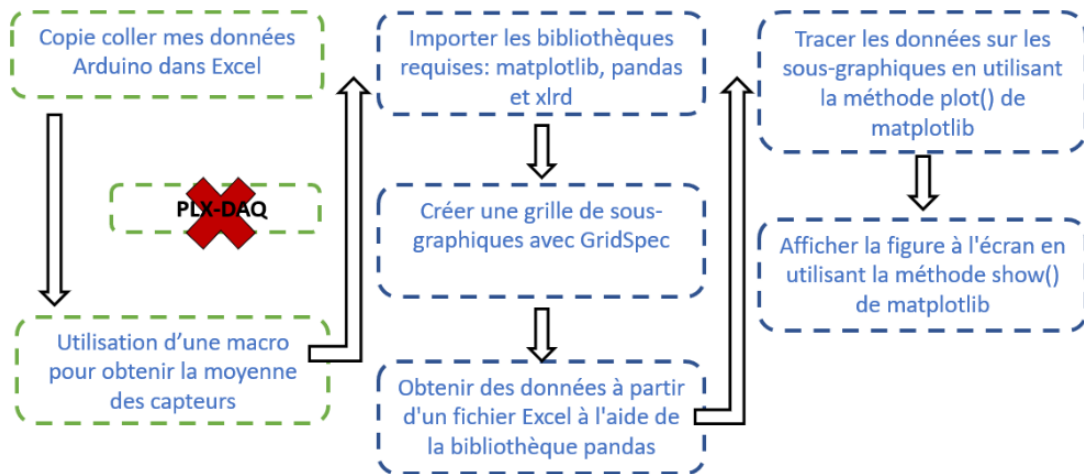 Copie coller mes données
Arduino dans Excel
PLX-DAQ
Utilisation d’une macro
pour obtenir la moyenne
des capteurs
Importer les bibliothèques
requises: matplotlib, pandas
et xlrd
Créer une grille de sous-
graphiques avec GridSpec
Obtenir des données à partir
d'un fichier Excel à l'aide de
la bibliothèque pandas
Tracer les données sur les
sous-graphiques en utilisant
la méthode plot() de
matplotlib
Afficher la figure à l'écran en
utilisant la méthode show()
de matplotlib